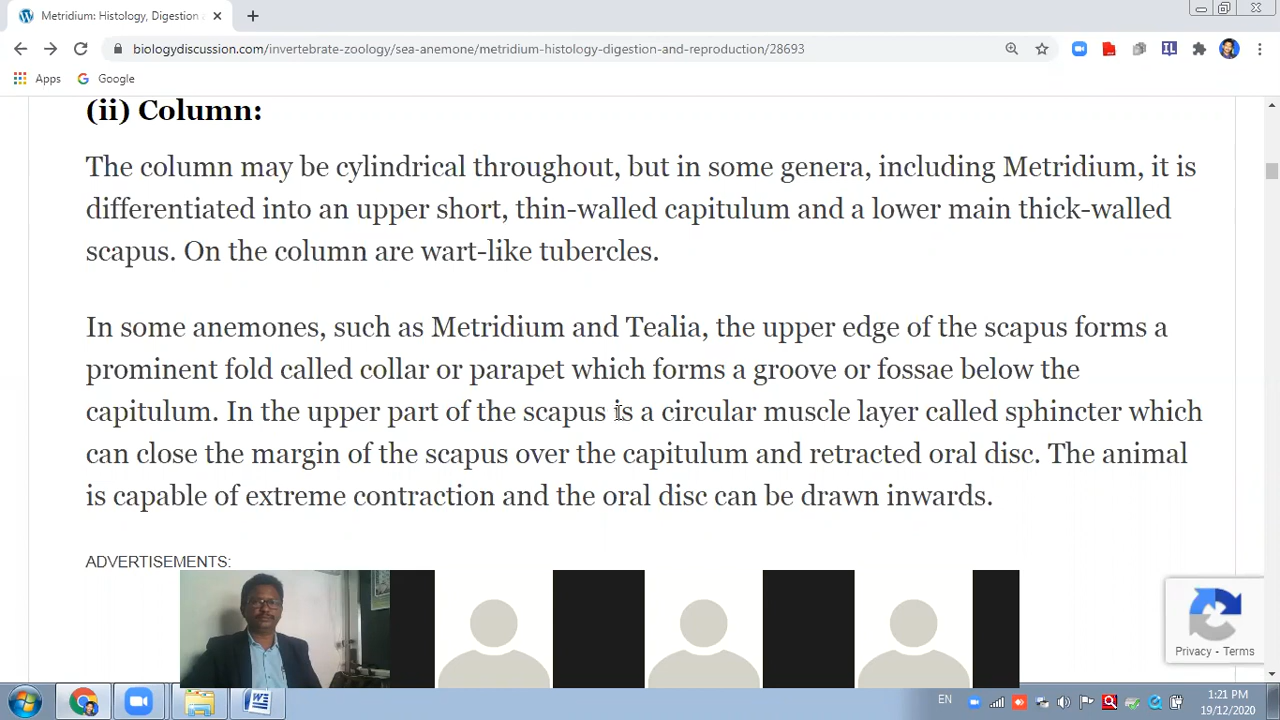 Metridium: Histology, Digestion
biologydiscussion.com/invertebrate-zoology/sea-anemone/metridium-histology-digestion-and-reproduction/28693
Apps Google
(ii) Column:
The column may be cylindrical throughout, but in some genera, including Metridium, it is
differentiated into an upper short, thin-walled capitulum and a lower main thick-walled
scapus. On the column are wart-like tubercles.
In some anemones, such as Metridium and Tealia, the upper edge of the scapus forms a
prominent fold called collar or parapet which forms a groove or fossae below the
capitulum. In the upper part of the scapus is a circular muscle layer called sphincter which
can close the margin of the scapus over the capitulum and retracted oral disc. The animal
is capable of extreme contraction and the oral disc can be drawn inwards.
ADVERTISEMENTS:
Privacy - Terms
EN
1:21 PM
19/12/2020